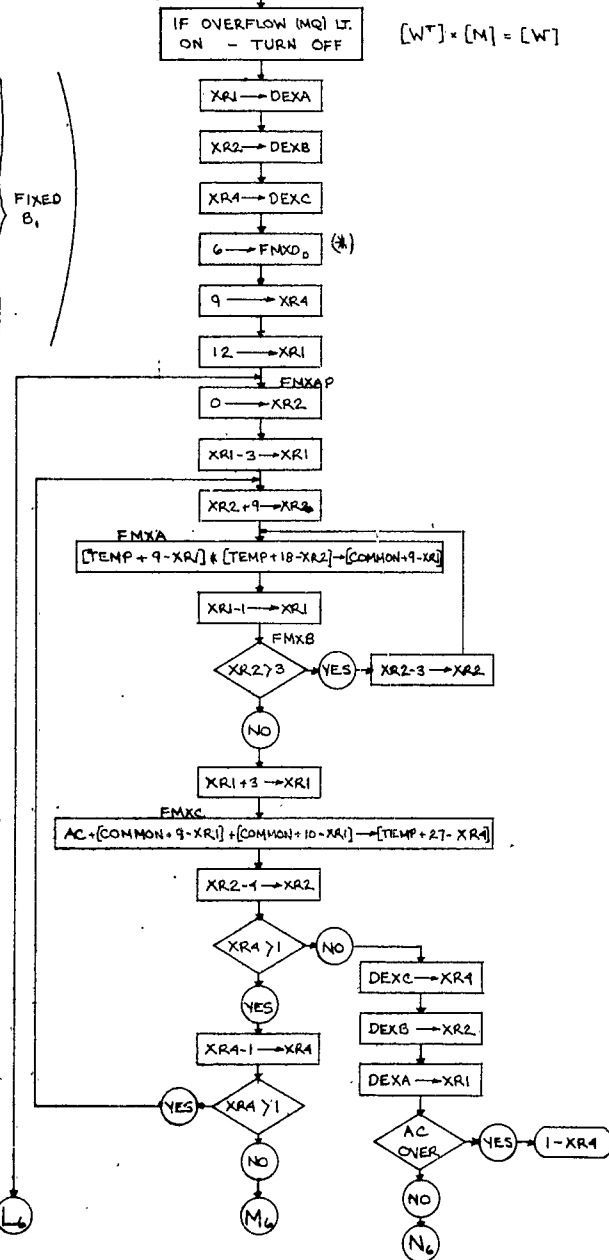 IF OVERFLOW (MQ) LT.
ON - TURN OFF
[Wᵀ] × [M] = [W]
XR1 → DEXA
XR2 → DEXB
FIXED
B₁
XR4 → DEXC
6 → FMXD₀ (*)
9 → XR4
12 → XR1
FMXAP
0 → XR2
XR1-3 → XR1
XR2+9 → XR2
FMXA
[TEMP + 9-XR1] * [TEMP+18-XR2] → [COMMON+9-XR1]
XR1-1 → XR1
FMXB
XR2>3
YES
XR2-3 → XR2
NO
XR1+3 → XR1
FMXC
AC+[COMMON+9-XR1]+[COMMON+10-XR1] → [TEMP+27-XR4]
XR2-4 → XR2
XR4>1
NO
DEXC → XR4
YES
DEXB → XR2
XR4-1 → XR4
DEXA → XR1
YES
XR4>1
AC
OVER
YES
1-XR4
NO
NO
L₆
M₆
N₆